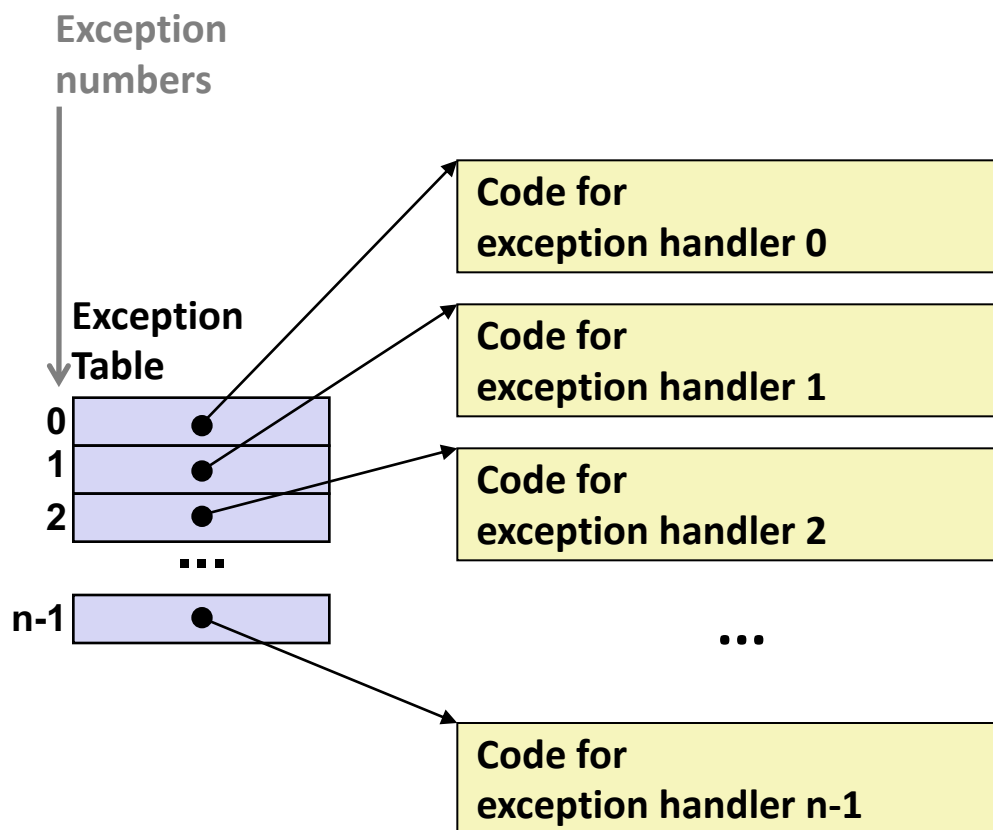 Exception
numbers
Code for
exception handler 0
Exception
Table
Code for
exception handler 1
0
1
2
...
n-1
Code for
exception handler 2
...
Code for
exception handler n-1